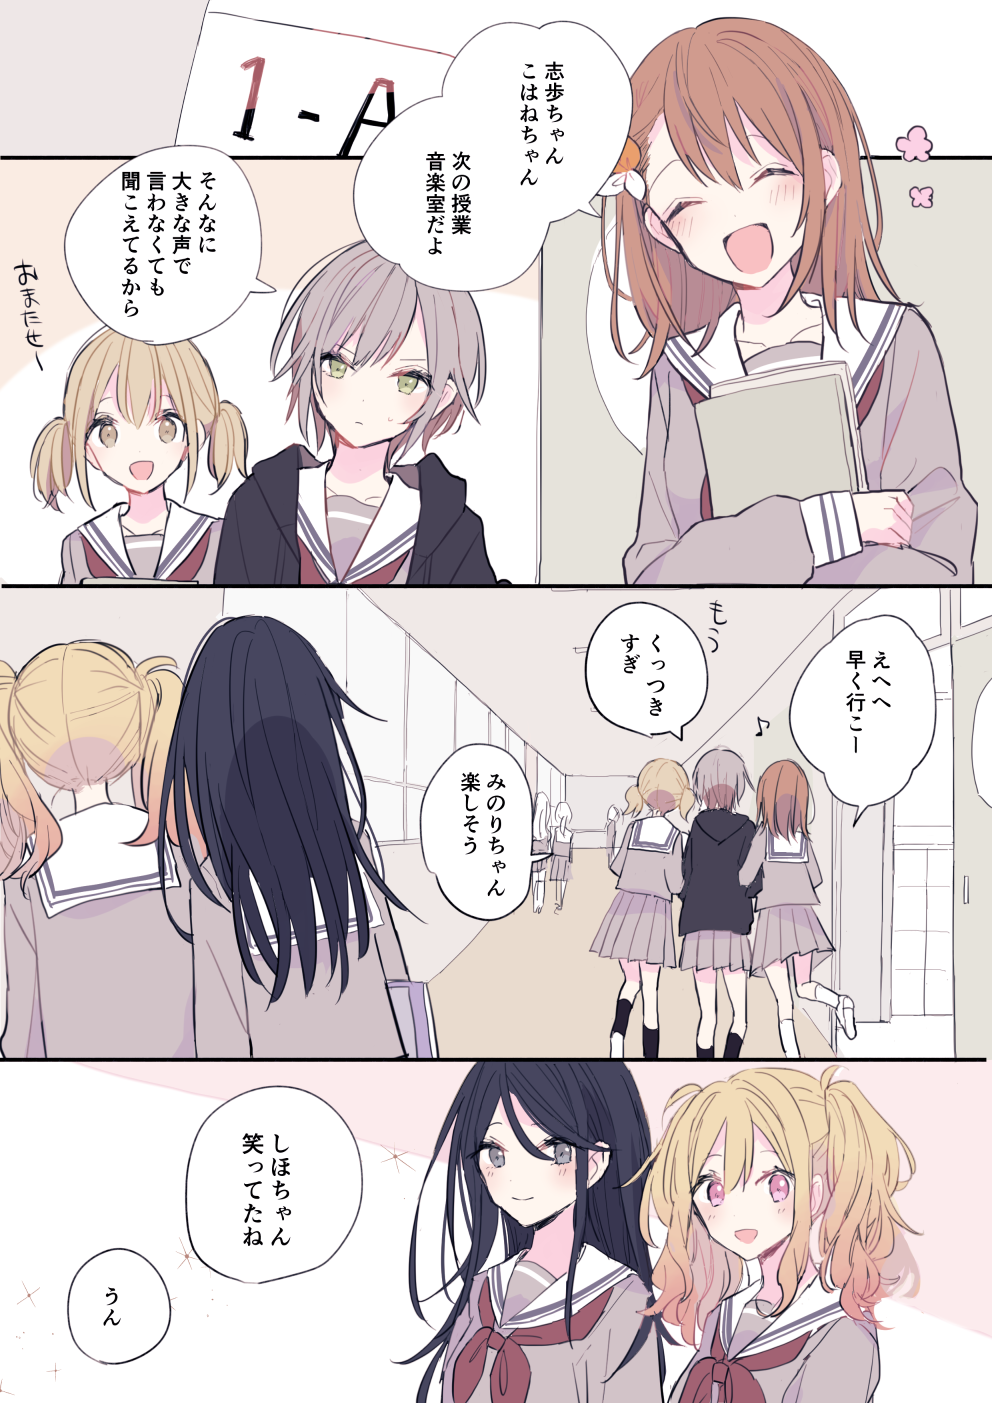 1-A
志歩ちゃん
こはねちゃん
次の授業
音楽室だよ
そんなに
大きな声で
言わなくても
聞こえてるから
おまたせー
えへへ
早く行こー
♪
もう
くっつき
すぎ
みのりちゃん
楽しそう
しほちゃん
笑ってたね
うん